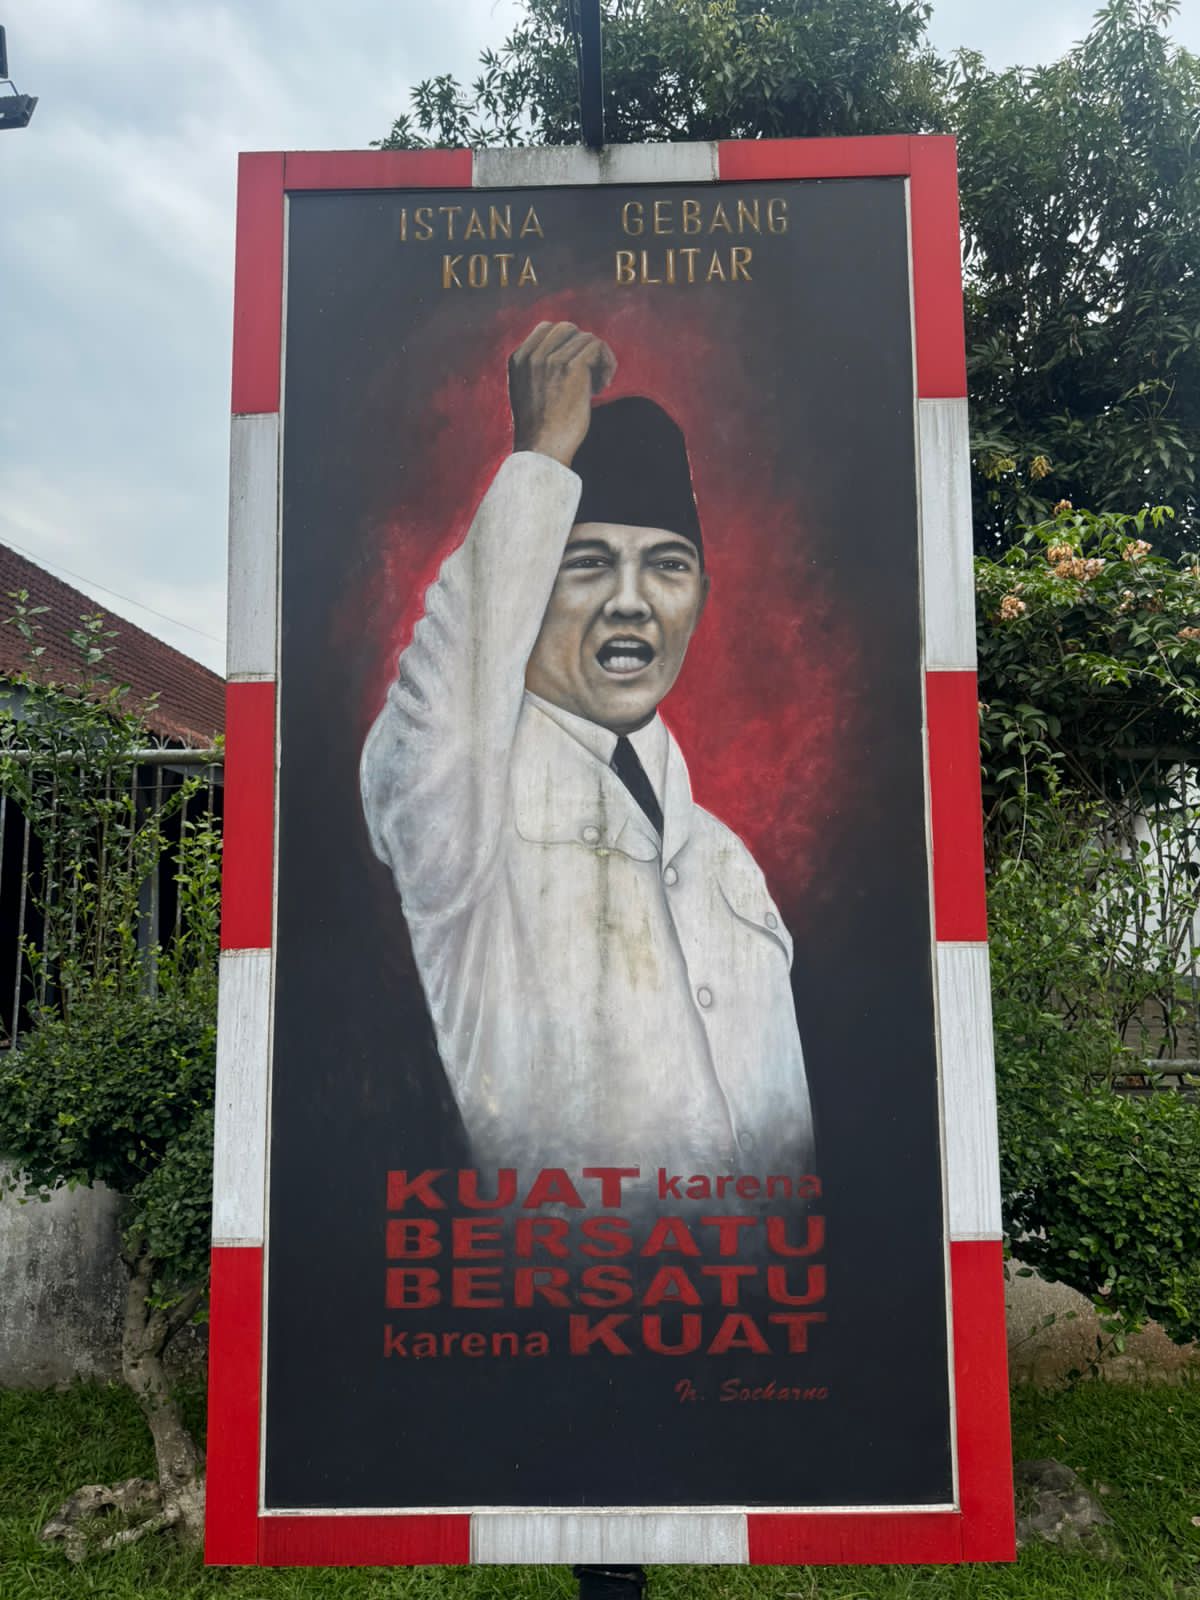 ISTANA GEBANG
KOTA BLITAR
KUAT karena
BERSATU
BERSATU
karena KUAT
Ir. Soekarno